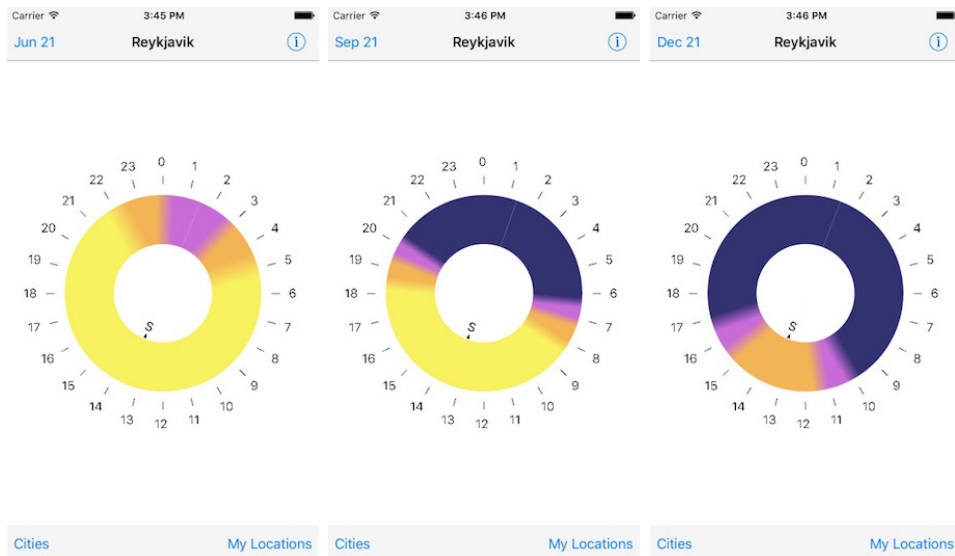 Carrier 3:45 PM
Jun 21 Reykjavik i
0
23 1
22 2
21 3
20 4
19 5
18 6
17 7
16 8
15 9
14 10
13 12 11
S
Cities My Locations
Carrier 3:46 PM
Sep 21 Reykjavik i
0
23 1
22 2
21 3
20 4
19 5
18 6
17 7
16 8
15 9
14 10
13 12 11
S
Cities My Locations
Carrier 3:46 PM
Dec 21 Reykjavik i
0
23 1
22 2
21 3
20 4
19 5
18 6
17 7
16 8
15 9
14 10
13 12 11
S
Cities My Locations